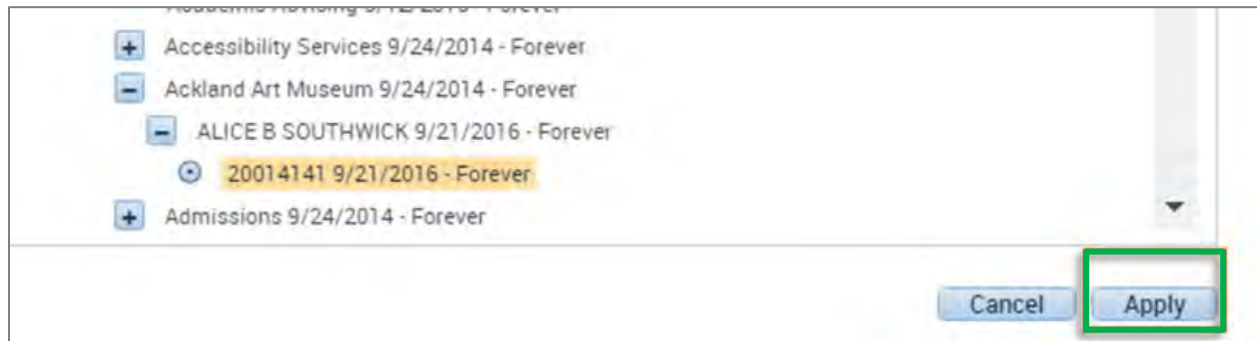 Accessibility Services 9/24/2014 - Forever
Ackland Art Museum 9/24/2014 - Forever
ALICE B SOUTHWICK 9/21/2016 - Forever
20014141 9/21/2016 - Forever
Admissions 9/24/2014 - Forever
Cancel Apply